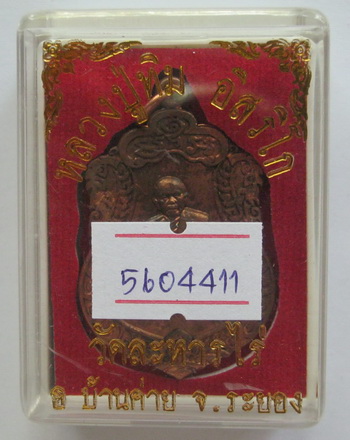 หลวงปู่ทิม อิสริโก
5604411
วัดละหารไร่
อ.บ้านค่าย จ.ระยอง